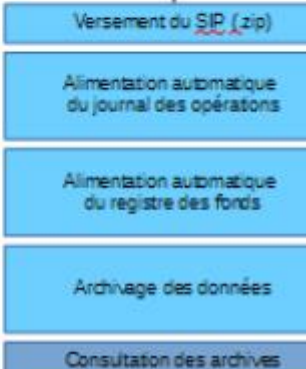 Versement du SIP (.zip)
Alimentation automatique
du journal des opérations
Alimentation automatique
du registre des fonds
Archivage des données
Consultation des archives